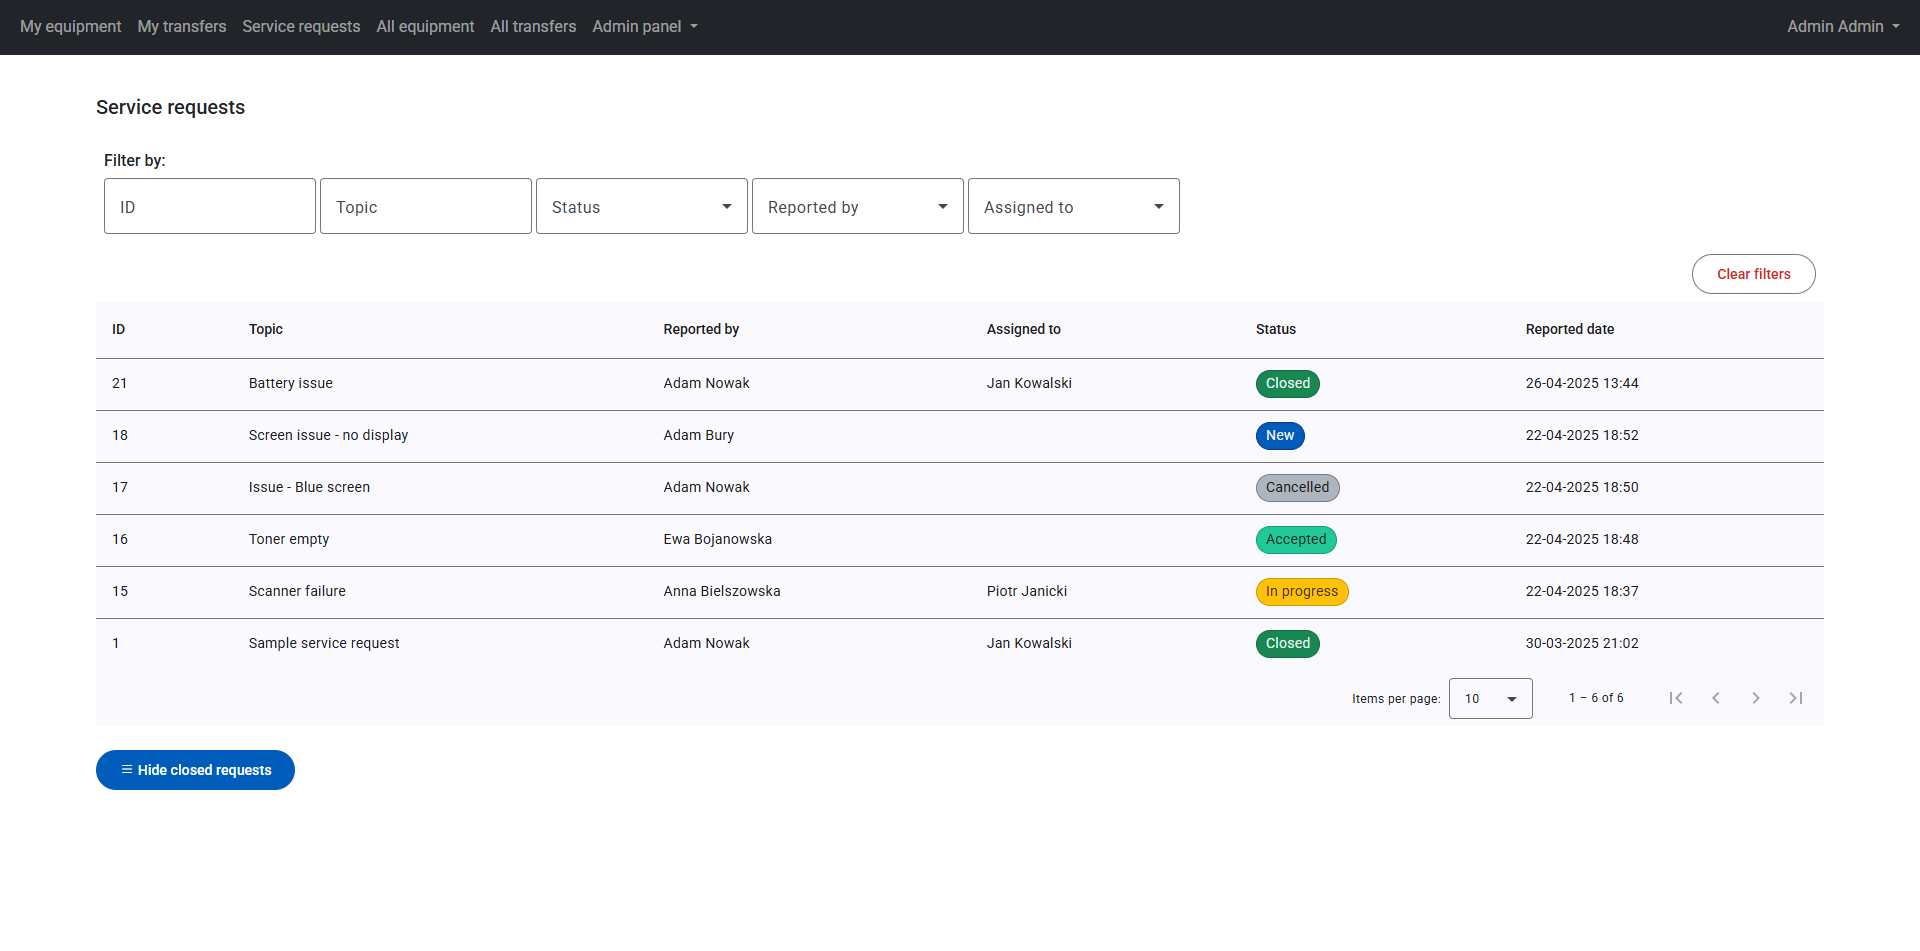 My equipment My transfers Service requests All equipment All transfers Admin panel Admin Admin
Service requests
Filter by:
ID Topic Status Reported by Assigned to
Clear filters
ID Topic Reported by Assigned to Status Reported date
21 Battery issue Adam Nowak Jan Kowalski Closed 26-04-2025 13:44
18 Screen issue - no display Adam Bury New 22-04-2025 18:52
17 Issue - Blue screen Adam Nowak Cancelled 22-04-2025 18:50
16 Toner empty Ewa Bojanowska Accepted 22-04-2025 18:48
15 Scanner failure Anna Bielszowska Piotr Janicki In progress 22-04-2025 18:37
1 Sample service request Adam Nowak Jan Kowalski Closed 30-03-2025 21:02
Items per page: 10 1 – 6 of 6
Hide closed requests